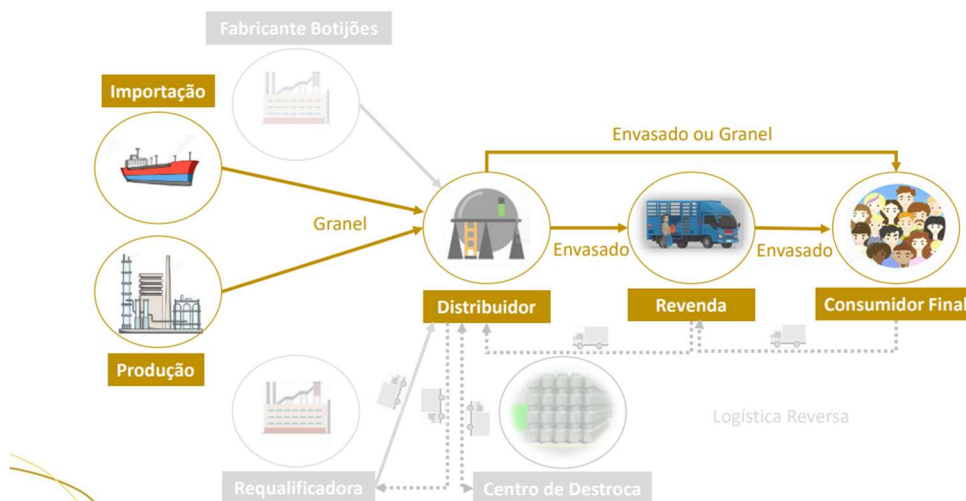 Fabricante Botijões
Importação
Envasado ou Granel
Granel
Envasado
Envasado
Distribuidor
Revenda
Consumidor Final
Produção
Logística Reversa
Requalificadora
Centro de Destroca